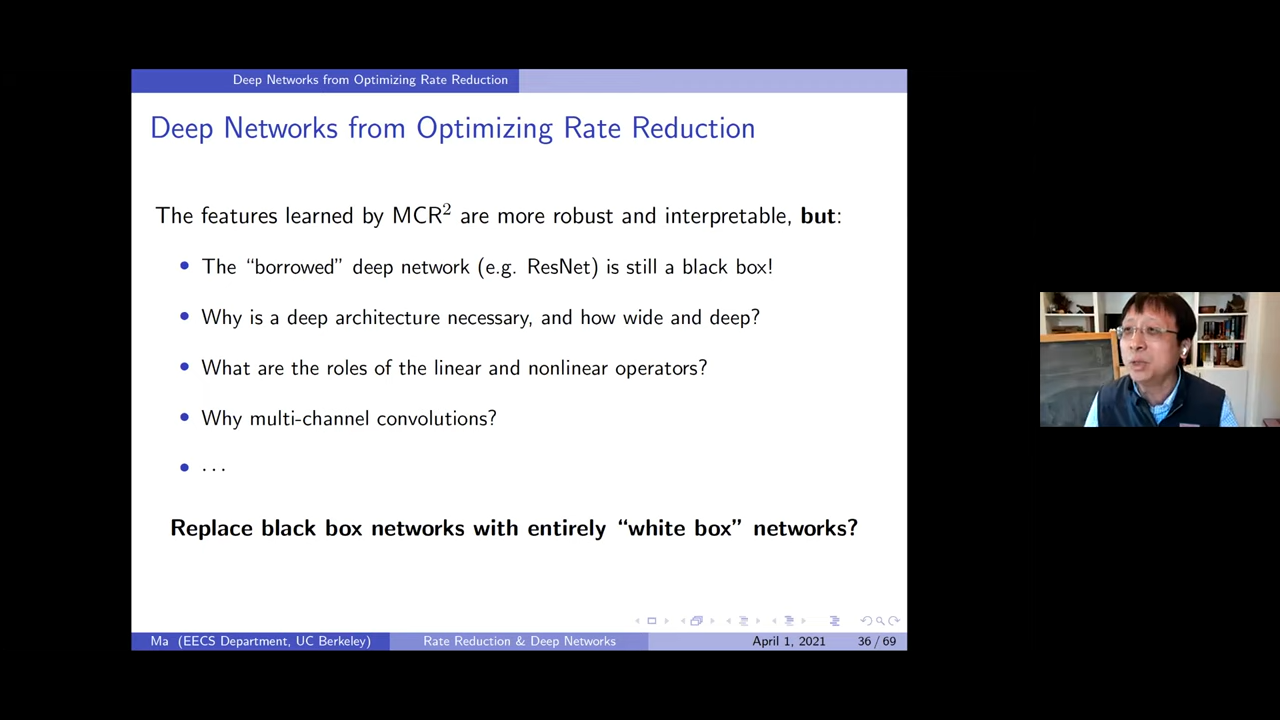 Deep Networks from Optimizing Rate Reduction
Deep Networks from Optimizing Rate Reduction
The features learned by MCR² are more robust and interpretable, but:
• The “borrowed” deep network (e.g. ResNet) is still a black box!
• Why is a deep architecture necessary, and how wide and deep?
• What are the roles of the linear and nonlinear operators?
• Why multi-channel convolutions?
• ···
Replace black box networks with entirely “white box” networks?
Ma (EECS Department, UC Berkeley) Rate Reduction & Deep Networks April 1, 2021 36 / 69